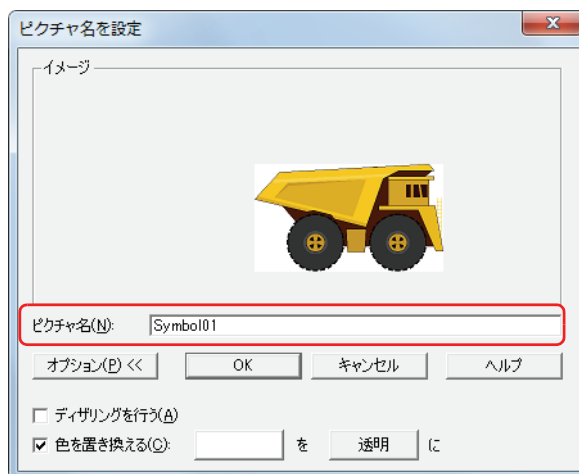 ピクチャ名を設定
イメージ
ピクチャ名(N): Symbol01
オプション(P) << OK キャンセル ヘルプ
ディザリングを行う(A)
色を置き換える(C): を 透明 に